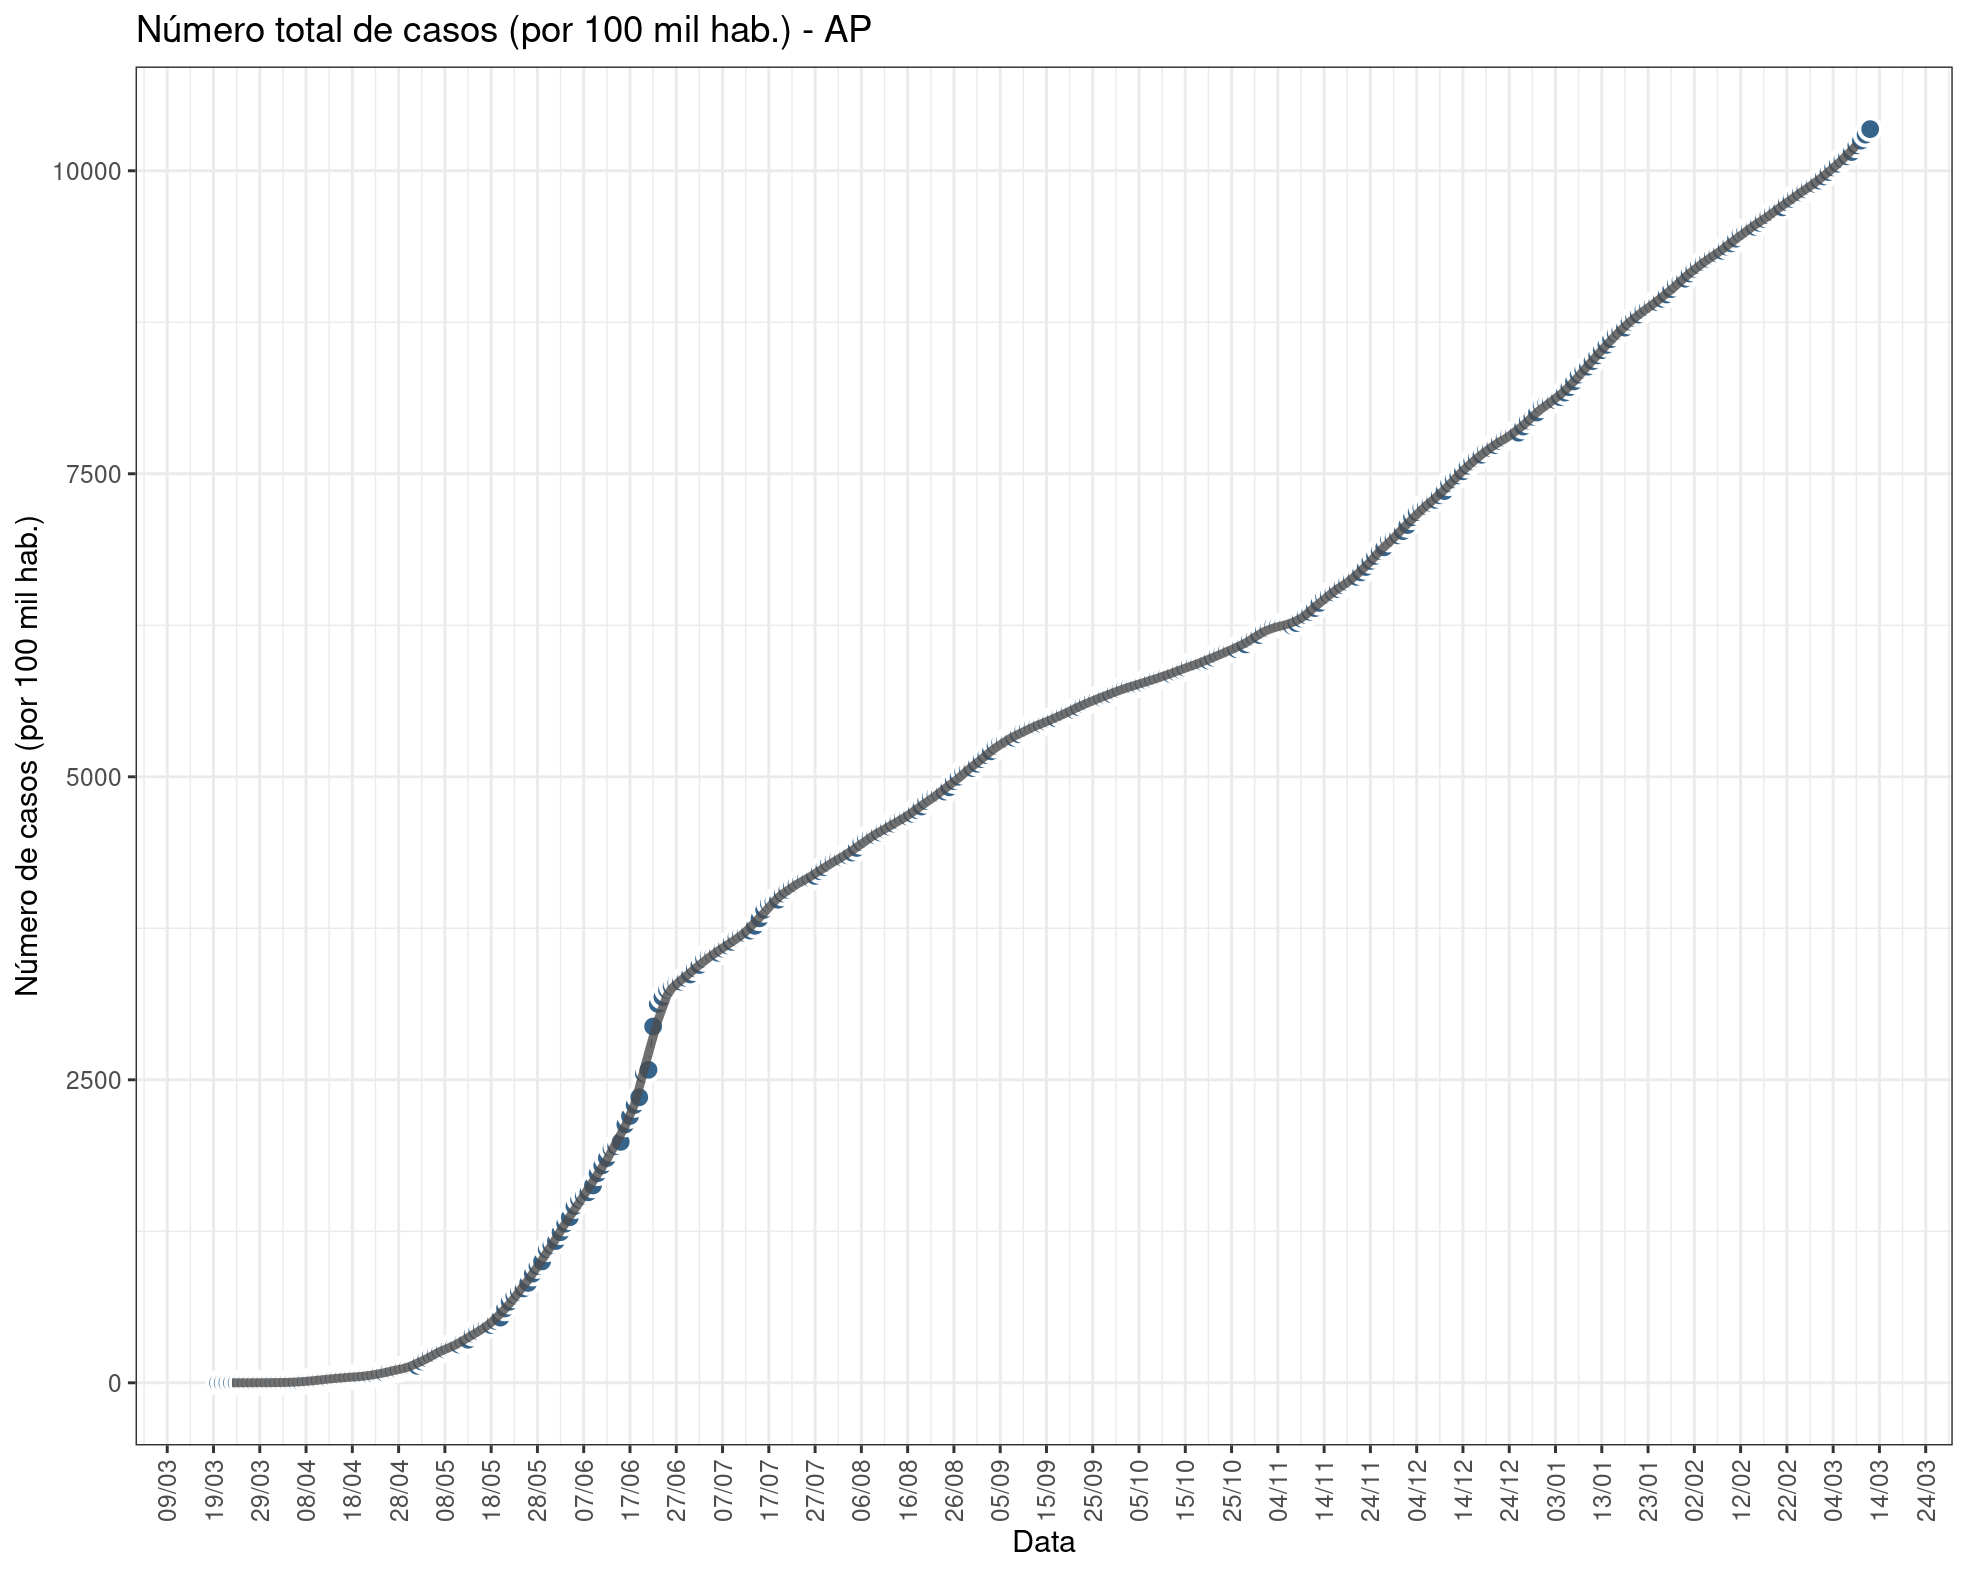 Número total de casos (por 100 mil hab.) - AP
Número de casos (por 100 mil hab.)
10000
7500
5000
2500
0
09/03 19/03 29/03 08/04 18/04 28/04 08/05 18/05 28/05 07/06 17/06 27/06 07/07 17/07 27/07 06/08 16/08 26/08 05/09 15/09 25/09 05/10 15/10 25/10 04/11 14/11 24/11 04/12 14/12 24/12 03/01 13/01 23/01 02/02 12/02 22/02 04/03 14/03 24/03
Data